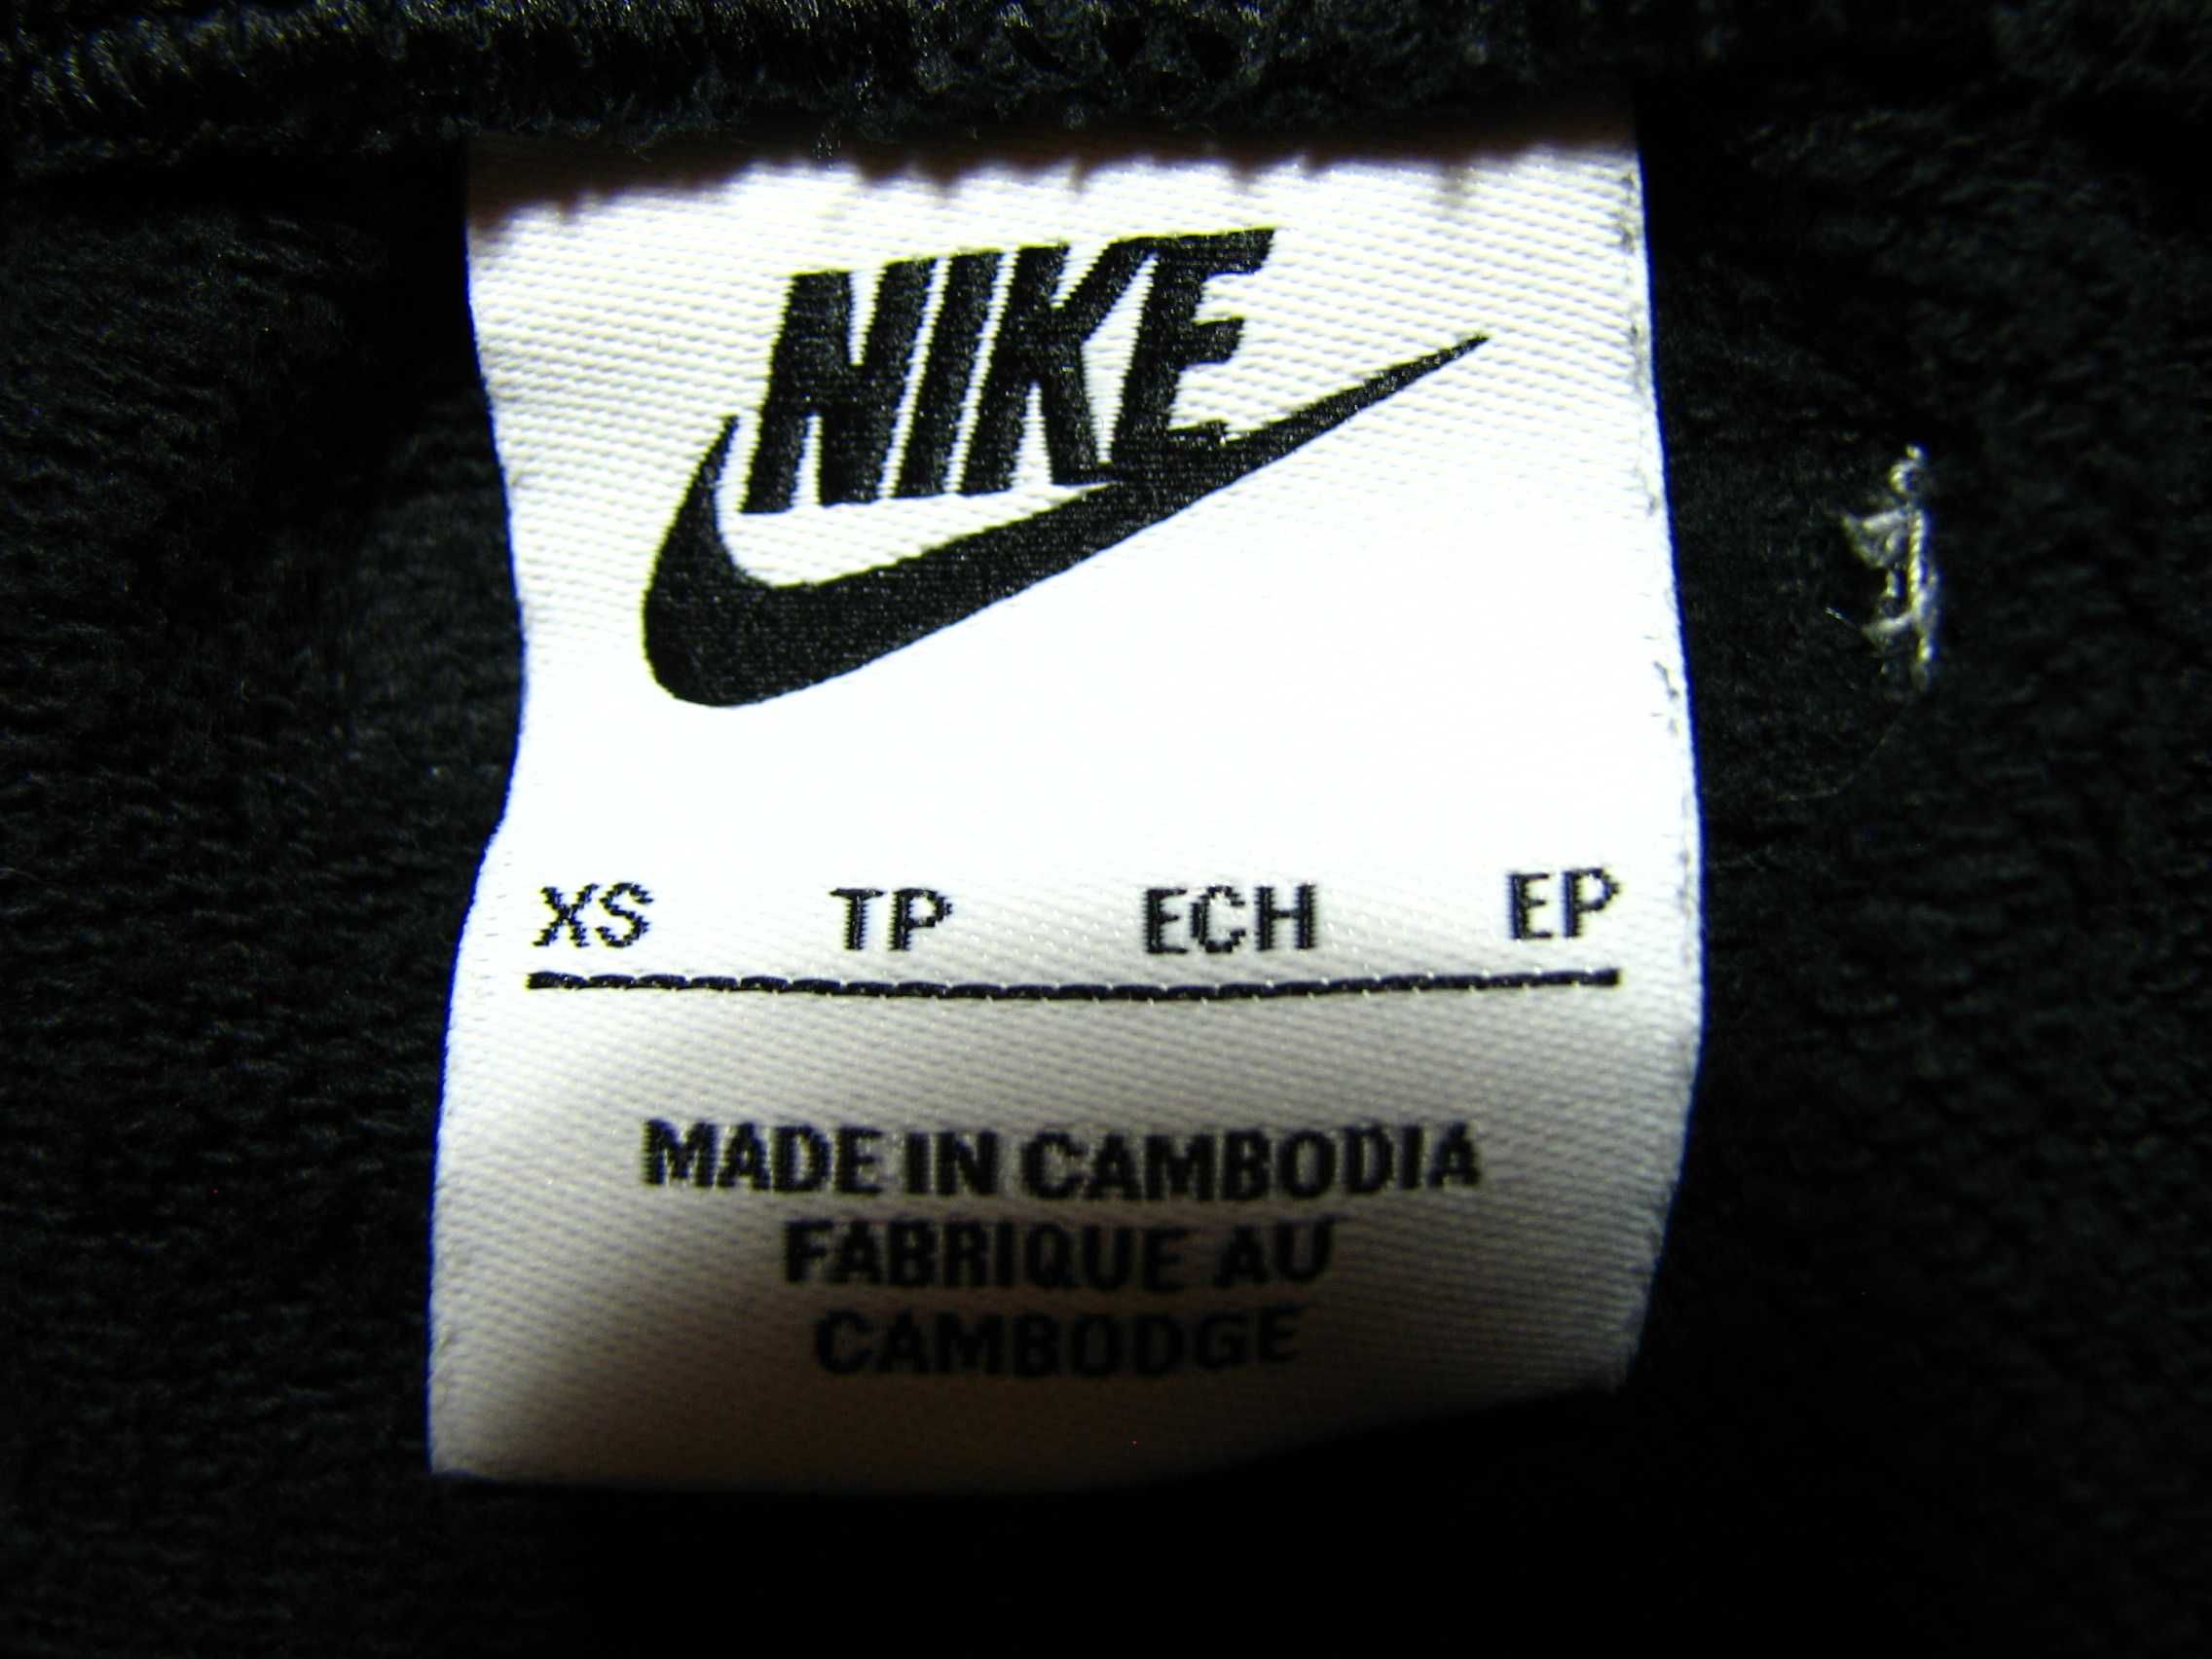 NIKE
XS TP ECH EP
MADE IN CAMBODIA
FABRIQUE AU
CAMBODGE